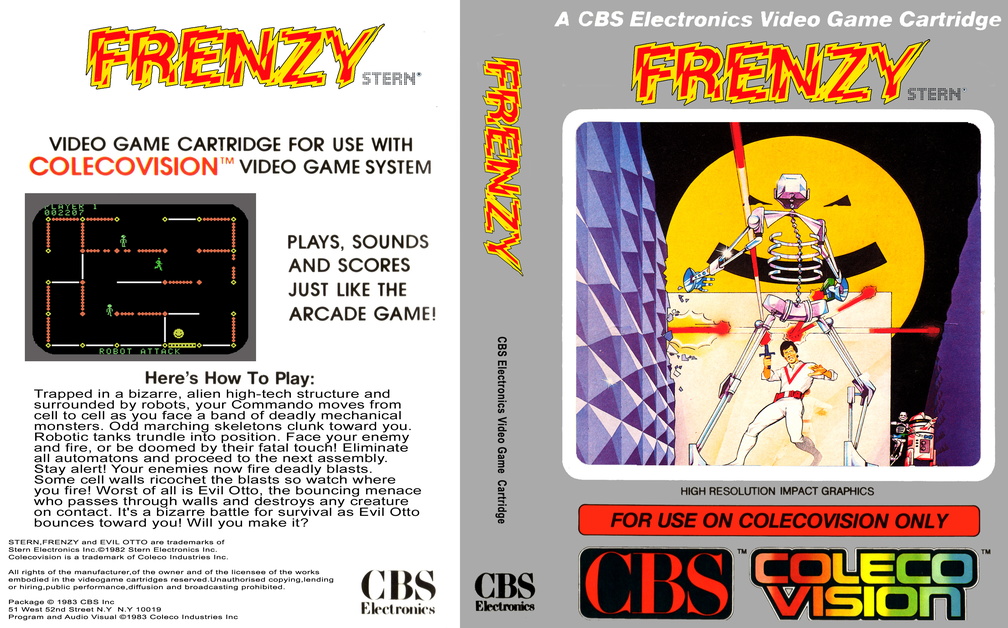 FRENZY
STERN®
VIDEO GAME CARTRIDGE FOR USE WITH
COLECOVISION™ VIDEO GAME SYSTEM
PLAYER 1
002207
ROBOT ATTACK
PLAYS, SOUNDS
AND SCORES
JUST LIKE THE
ARCADE GAME!
Here's How To Play:
Trapped in a bizarre, alien high-tech structure and
surrounded by robots, your Commando moves from
cell to cell as you face a band of deadly mechanical
monsters. Odd marching skeletons clunk toward you.
Robotic tanks trundle into position. Face your enemy
and fire, or be doomed by their fatal touch! Eliminate
all automatons and proceed to the next assembly.
Stay alert! Your enemies now fire deadly blasts.
Some cell walls ricochet the blasts so watch where
you fire! Worst of all is Evil Otto, the bouncing menace
who passes through walls and destroys any creature
on contact. It's a bizarre battle for survival as Evil Otto
bounces toward you! Will you make it?
STERN,FRENZY and EVIL OTTO are trademarks of
Stern Electronics Inc.©1982 Stern Electronics Inc.
Colecovision is a trademark of Coleco Industries Inc.
All rights of the manufacturer,of the owner and of the licensee of the works
embodied in the videogame cartridges reserved.Unauthorised copying,lending
or hiring,public performance,diffusion and broadcasting prohibited.
Package © 1983 CBS Inc
51 West 52nd Street N.Y N.Y 10019
Program and Audio Visual ©1983 Coleco Industries Inc
CBS
Electronics
FRENZY
CBS Electronics Video Game Cartridge
CBS
Electronics
A CBS Electronics Video Game Cartridge
FRENZY
STERN®
HIGH RESOLUTION IMPACT GRAPHICS
FOR USE ON COLECOVISION ONLY
CBS™
COLECO™
VISION